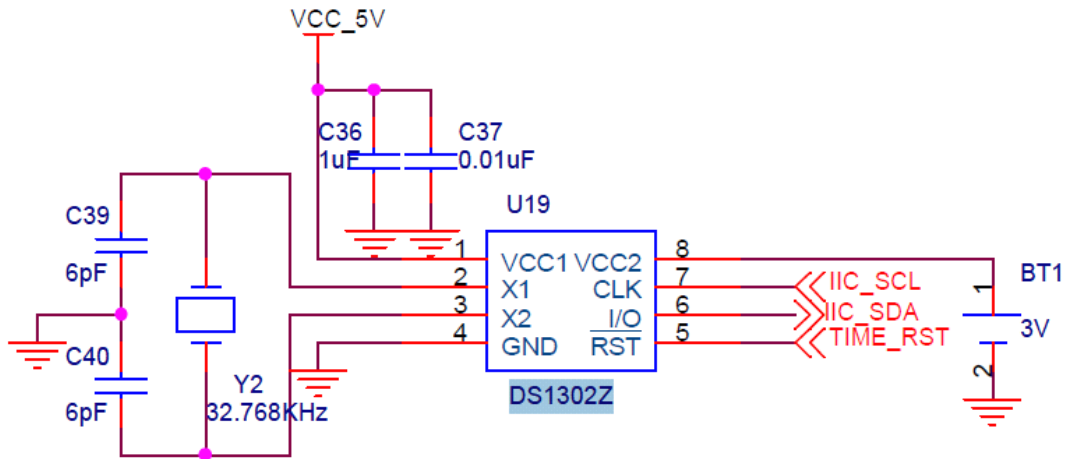 VCC_5V
C36
1uF
C37
0.01uF
U19
C39
6pF
C40
6pF
Y2
32.768KHz
1
2
3
4
VCC1
X1
X2
GND
VCC2
CLK
I/O
RST
8
7
6
5
DS1302Z
IIC_SCL
IIC_SDA
TIME_RST
1
BT1
3V
2